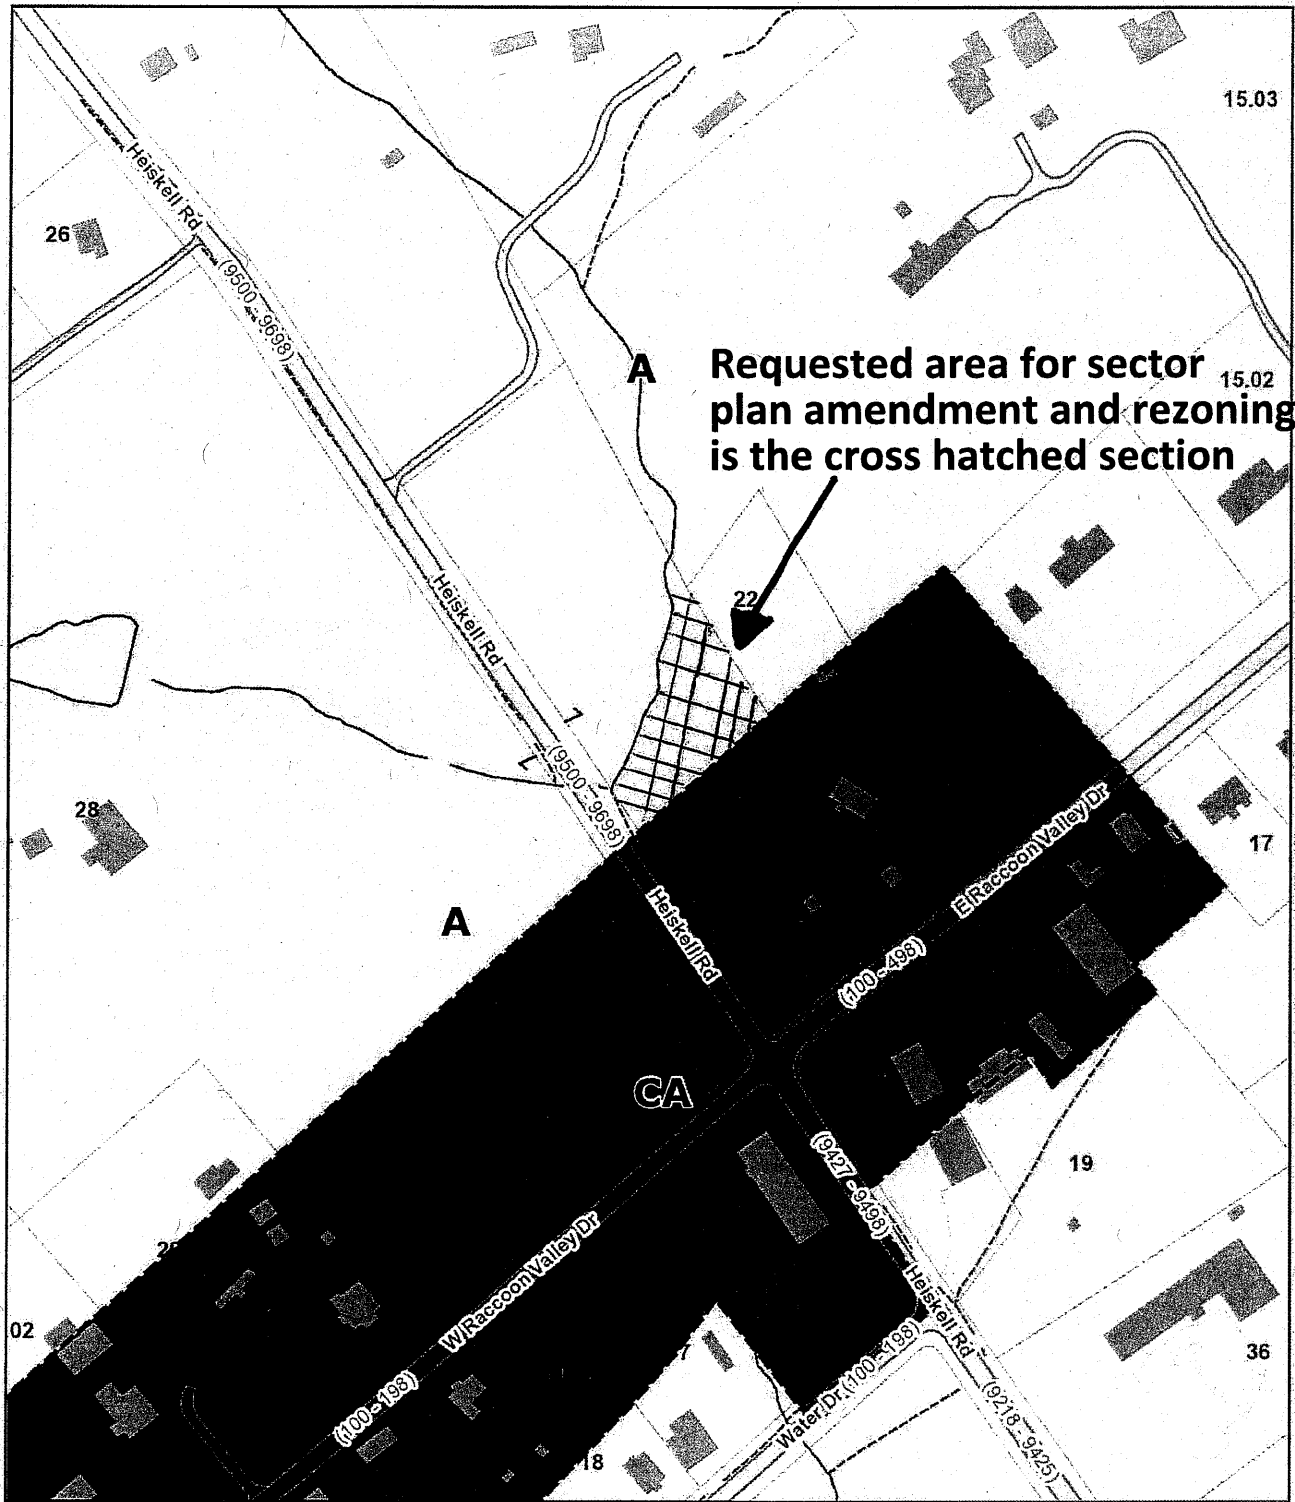 15.03
Heiskell Rd
26
(9500 - 9698)
A
Requested area for sector
15.02
plan amendment and rezoning
is the cross hatched section
Heiskell Rd
22
(9500 - 9698)
28
E Raccoon Valley Dr
17
Heiskell Rd
A
(100 - 498)
CA
(9427 - 9498)
19
W Raccoon Valley Dr
Heiskell Rd
02
(100 - 198)
36
(100 - 198)
Water Dr
(9218 - 9425)
18